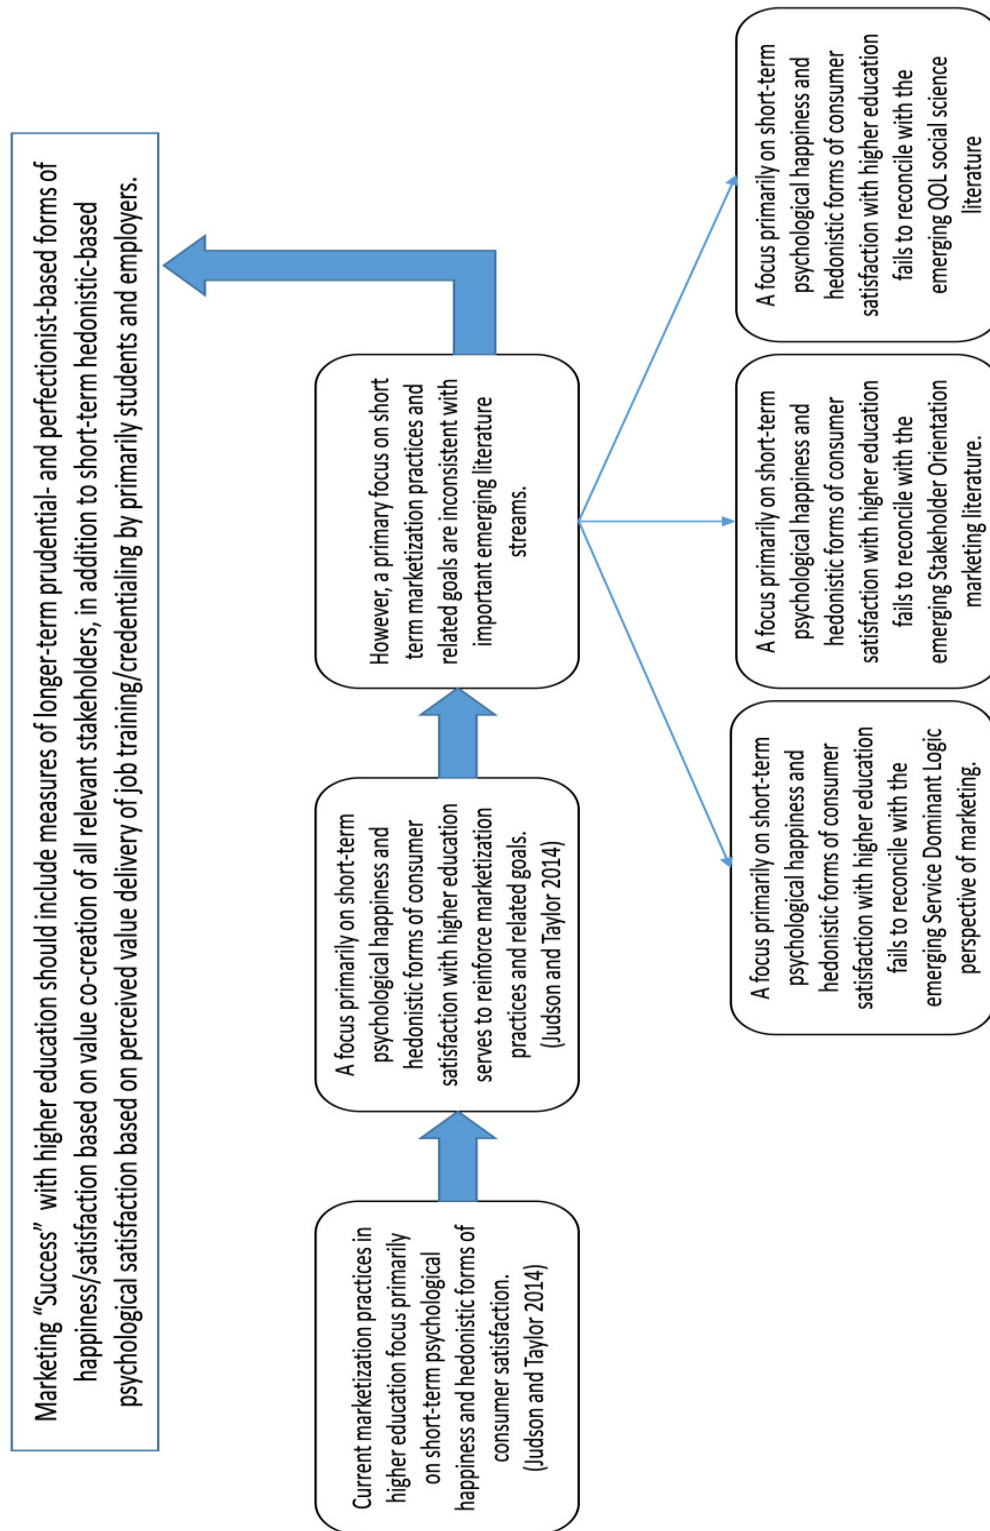 Marketing “Success” with higher education should include measures of longer-term prudential- and perfectionist-based forms of
happiness/satisfaction based on value co-creation of all relevant stakeholders, in addition to short-term hedonistic-based
psychological satisfaction based on perceived value delivery of job training/credentialing by primarily students and employers.
Current marketization practices in
higher education focus primarily
on short-term psychological
happiness and hedonistic forms of
consumer satisfaction.
(Judson and Taylor 2014)
A focus primarily on short-term
psychological happiness and
hedonistic forms of consumer
satisfaction with higher education
serves to reinforce marketization
practices and related goals.
(Judson and Taylor 2014)
However, a primary focus on short
term marketization practices and
related goals are inconsistent with
important emerging literature
streams.
A focus primarily on short-term
psychological happiness and
hedonistic forms of consumer
satisfaction with higher education
fails to reconcile with the
emerging Service Dominant Logic
perspective of marketing.
A focus primarily on short-term
psychological happiness and
hedonistic forms of consumer
satisfaction with higher education
fails to reconcile with the
emerging Stakeholder Orientation
marketing literature.
A focus primarily on short-term
psychological happiness and
hedonistic forms of consumer
satisfaction with higher education
fails to reconcile with the
emerging QOL social science
literature